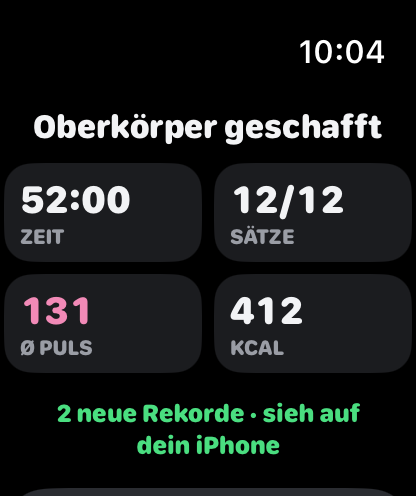 10:04
Oberkörper geschafft
52:00
ZEIT
12/12
SÄTZE
131
Ø PULS
412
KCAL
2 neue Rekorde · sieh auf
dein iPhone